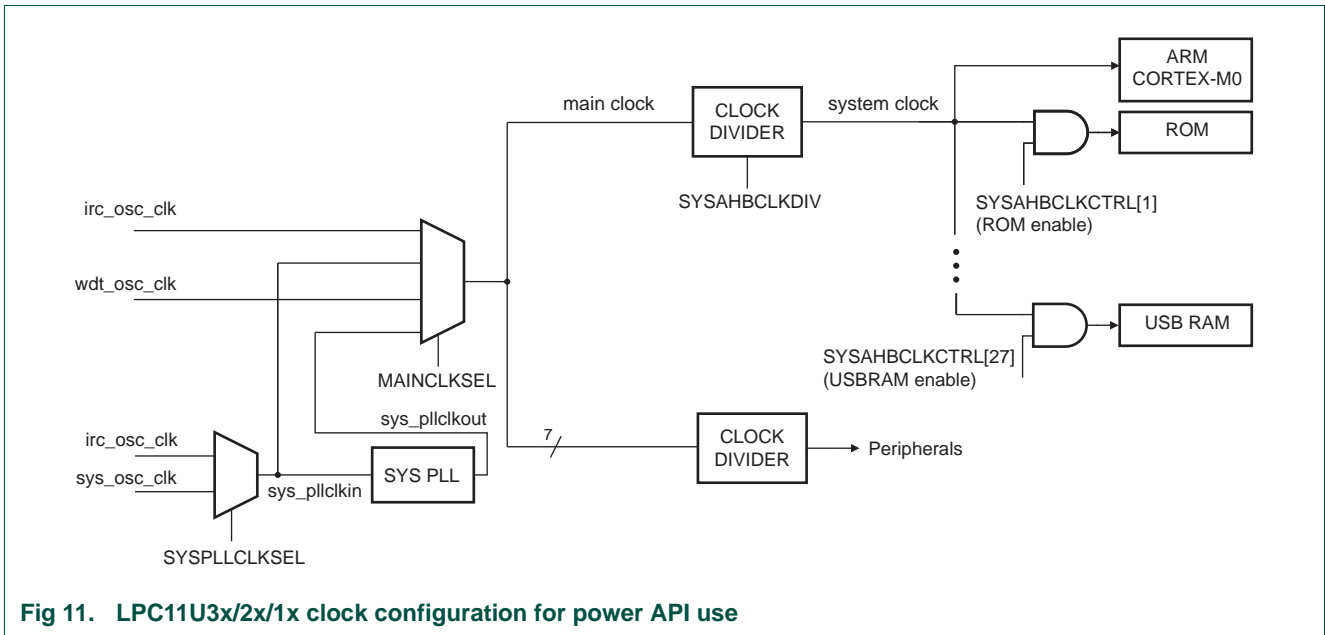 ARM
CORTEX-M0
main clock
CLOCK
DIVIDER
system clock
ROM
SYSAHBCLKDIV
SYSAHBCLKCTRL[1]
(ROM enable)
irc_osc_clk
wdt_osc_clk
USB RAM
SYSAHBCLKCTRL[27]
(USBRAM enable)
MAINCLKSEL
sys_pllclkout
irc_osc_clk
sys_osc_clk
sys_pllclkin
SYS PLL
7
CLOCK
DIVIDER
Peripherals
SYSPLLCLKSEL
Fig 11. LPC11U3x/2x/1x clock configuration for power API use